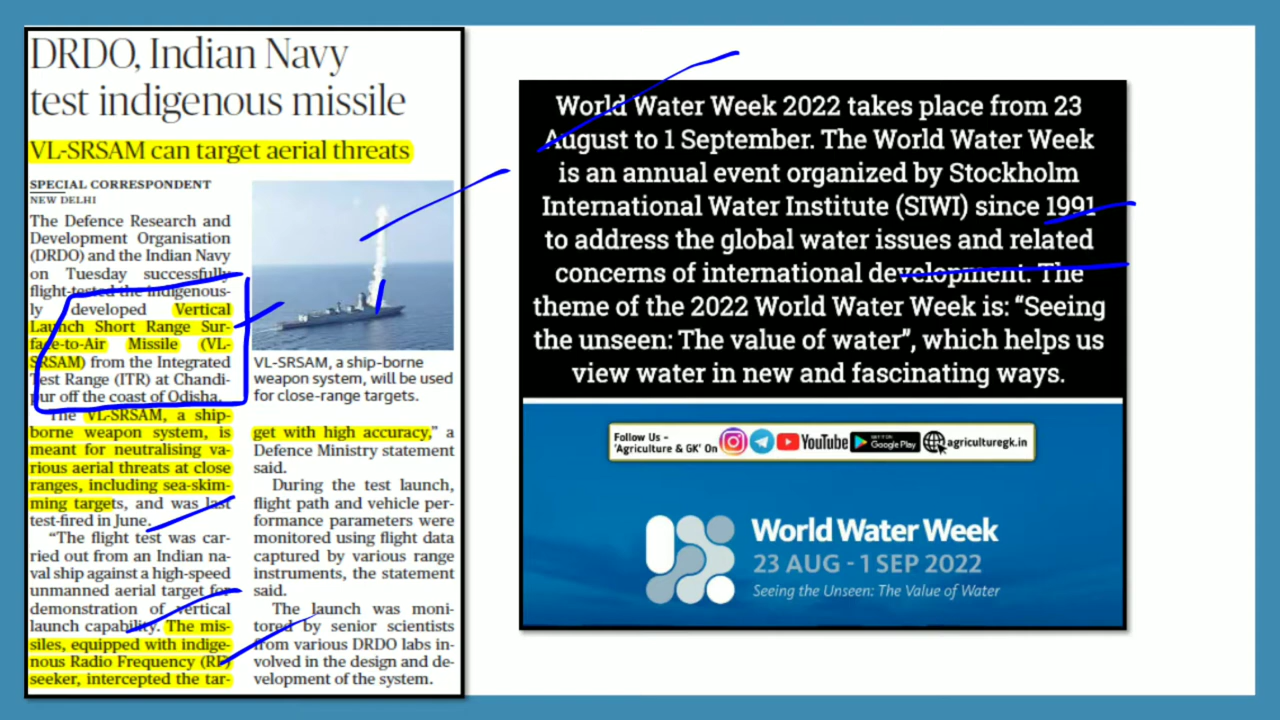 DRDO, Indian Navy
test indigenous missile
VL-SRSAM can target aerial threats
SPECIAL CORRESPONDENT
NEW DELHI
The Defence Research and
Development Organisation
(DRDO) and the Indian Navy
on Tuesday successfully
flight-tested the indigenous-
ly developed Vertical
Launch Short Range Sur-
face-to-Air Missile (VL-
SRSAM) from the Integrated
Test Range (ITR) at Chandi-
pur off the coast of Odisha.
The VL-SRSAM, a ship-
borne weapon system, is
meant for neutralising va-
rious aerial threats at close
ranges, including sea-skim-
ming targets, and was last
test-fired in June.
“The flight test was car-
ried out from an Indian na-
val ship against a high-speed
unmanned aerial target for
demonstration of vertical
launch capability. The mis-
siles, equipped with indige-
nous Radio Frequency (RF)
seeker, intercepted the tar-
VL-SRSAM, a ship-borne
weapon system, will be used
for close-range targets.
get with high accuracy,” a
Defence Ministry statement
said.
During the test launch,
flight path and vehicle per-
formance parameters were
monitored using flight data
captured by various range
instruments, the statement
said.
The launch was moni-
tored by senior scientists
from various DRDO labs in-
volved in the design and de-
velopment of the system.
World Water Week 2022 takes place from 23
August to 1 September. The World Water Week
is an annual event organized by Stockholm
International Water Institute (SIWI) since 1991
to address the global water issues and related
concerns of international development. The
theme of the 2022 World Water Week is: “Seeing
the unseen: The value of water”, which helps us
view water in new and fascinating ways.
Follow Us -
'Agriculture & GK' On
YouTube
GET IT ON
Google Play
agriculturegk.in
World Water Week
23 AUG - 1 SEP 2022
Seeing the Unseen: The Value of Water